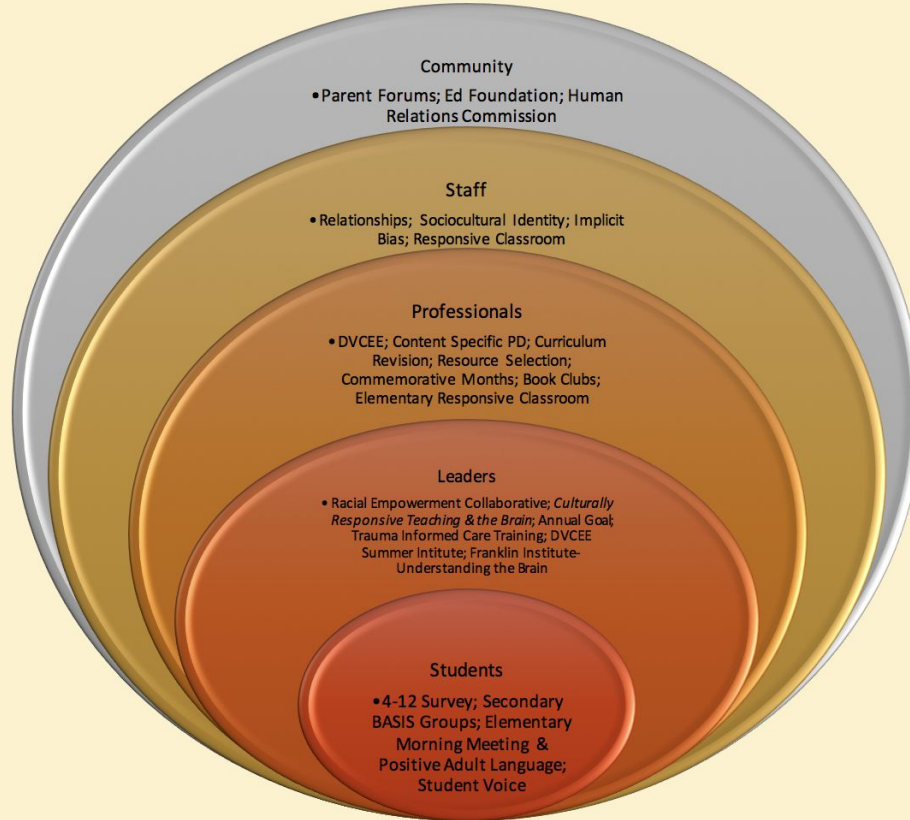 Community
•Parent Forums; Ed Foundation; Human
Relations Commission
Staff
•Relationships; Sociocultural Identity; Implicit
Bias; Responsive Classroom
Professionals
•DVCEE; Content Specific PD; Curriculum
Revision; Resource Selection;
Commemorative Months; Book Clubs;
Elementary Responsive Classroom
Leaders
• Racial Empowerment Collaborative; Culturally
Responsive Teaching & the Brain; Annual Goal;
Trauma Informed Care Training; DVCEE
Summer Intitute; Franklin Institute-
Understanding the Brain
Students
•4-12 Survey; Secondary
BASIS Groups; Elementary
Morning Meeting &
Positive Adult Language;
Student Voice